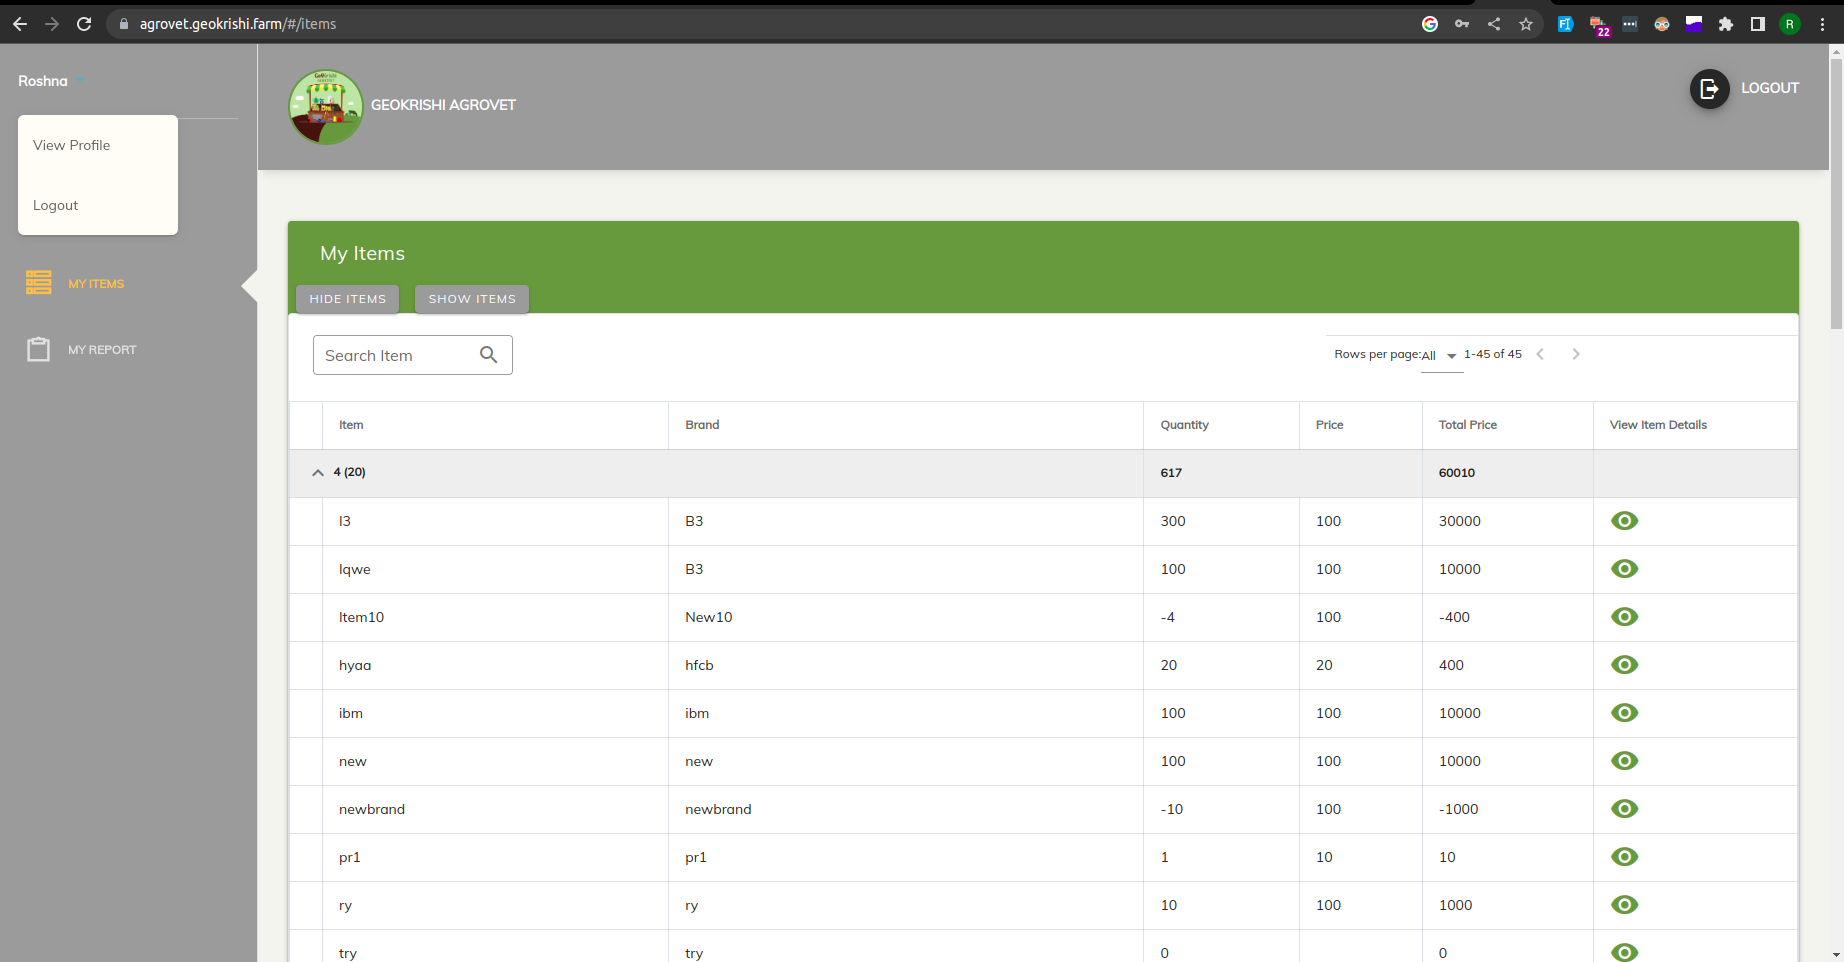 agrovet.geokrishi.farm/#/items
22
R
Roshna
View Profile
Logout
MY ITEMS
MY REPORT
GEOKRISHI AGROVET
LOGOUT
My Items
HIDE ITEMS SHOW ITEMS
Search Item
Rows per page: All 1-45 of 45
Item Brand Quantity Price Total Price View Item Details
4 (20) 617 60010
I3 B3 300 100 30000
Iqwe B3 100 100 10000
Item10 New10 -4 100 -400
hyaa hfcb 20 20 400
ibm ibm 100 100 10000
new new 100 100 10000
newbrand newbrand -10 100 -1000
pr1 pr1 1 10 10
ry ry 10 100 1000
try try 0 0